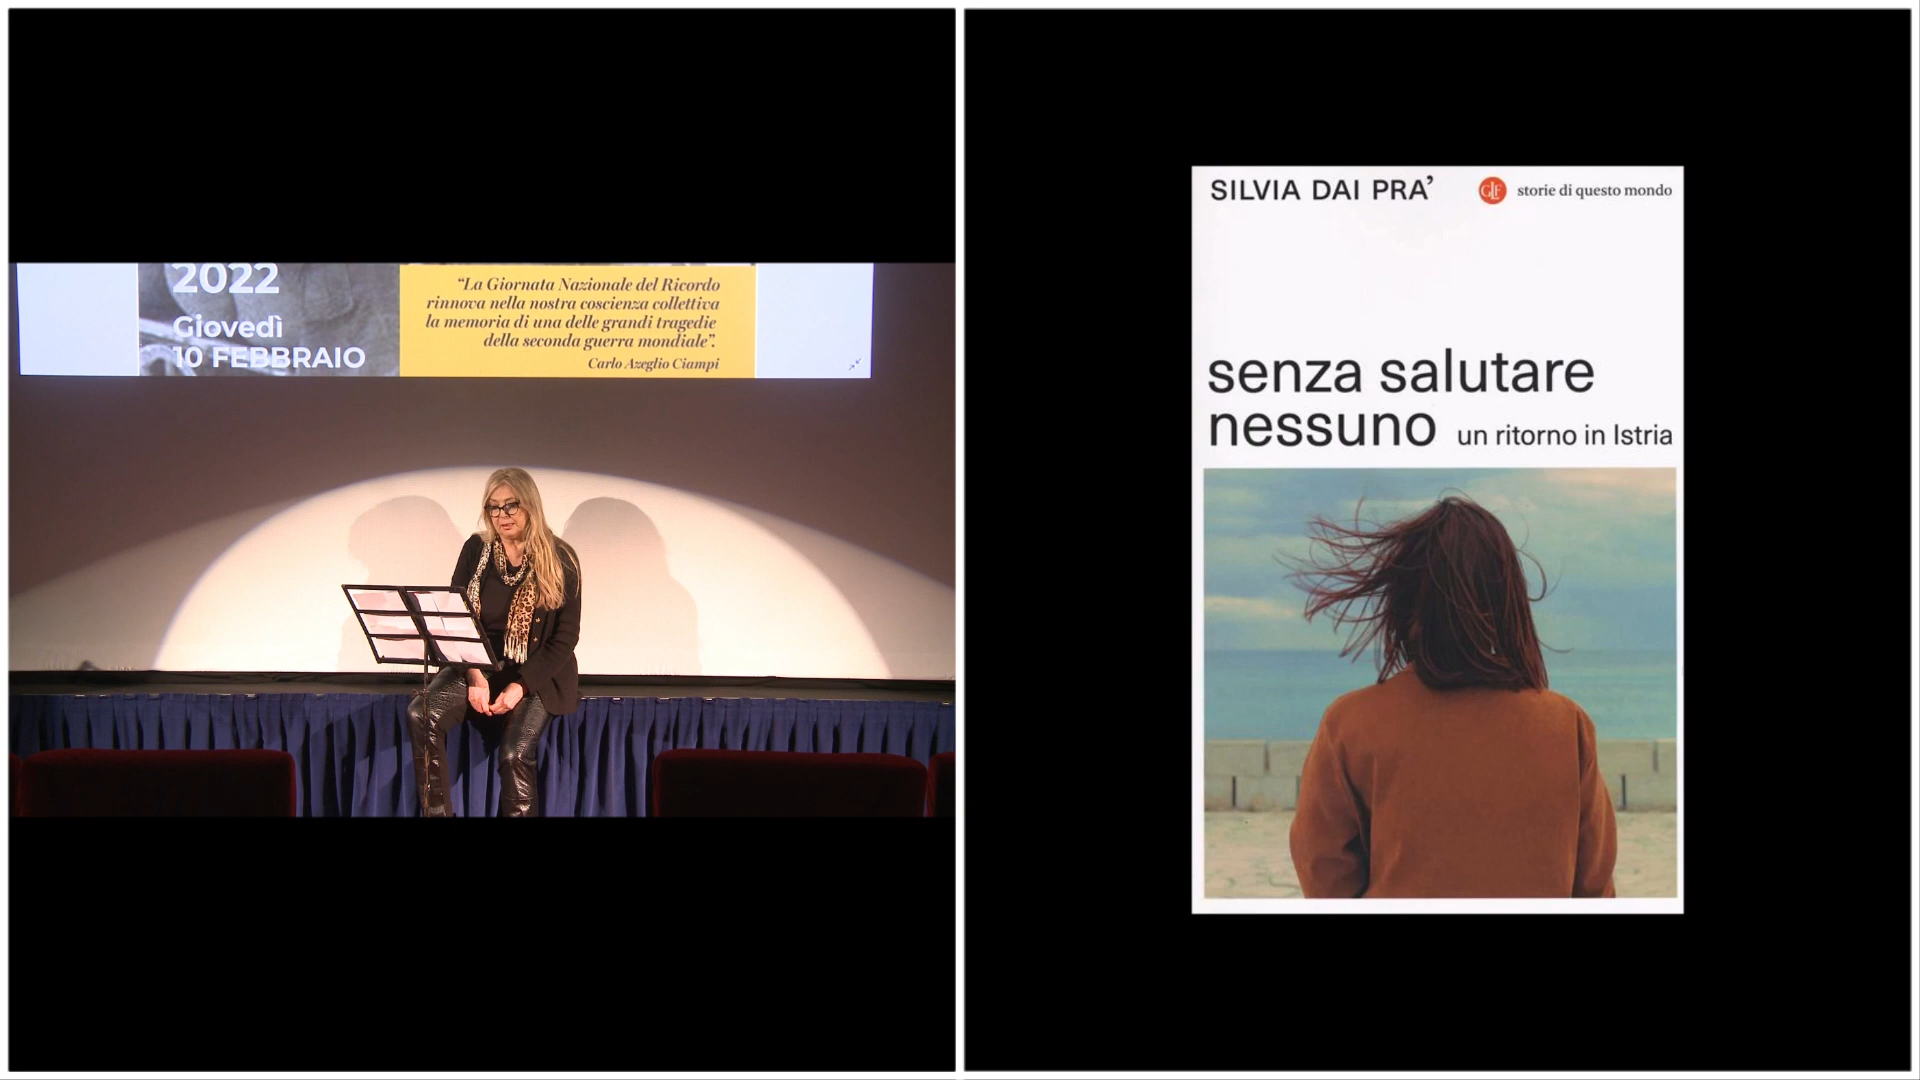 2022
Giovedì
10 FEBBRAIO
“La Giornata Nazionale del Ricordo
rinnova nella nostra coscienza collettiva
la memoria di una delle grandi tragedie
della seconda guerra mondiale”.
Carlo Azeglio Ciampi
SILVIA DAI PRA’
GLF storie di questo mondo
senza salutare
nessuno un ritorno in Istria